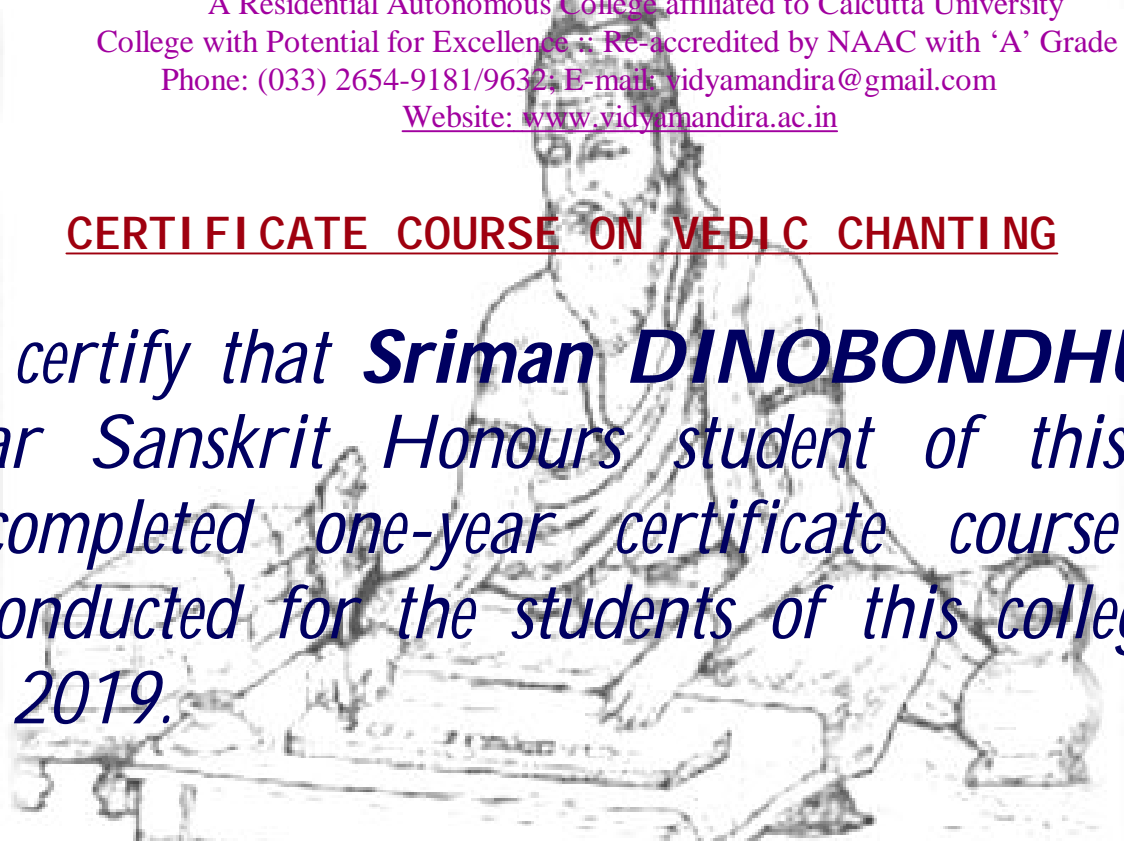 A Residential Autonomous College affiliated to Calcutta University
College with Potential for Excellence :: Re-accredited by NAAC with ‘A’ Grade
Phone: (033) 2654-9181/9632; E-mail: vidyamandira@gmail.com
Website: www.vidyamandira.ac.in
CERTIFICATE COURSE ON VEDIC CHANTING
certify that Sriman DINOBONDHU
ar Sanskrit Honours student of this
completed one-year certificate course
onducted for the students of this colleg
2019.